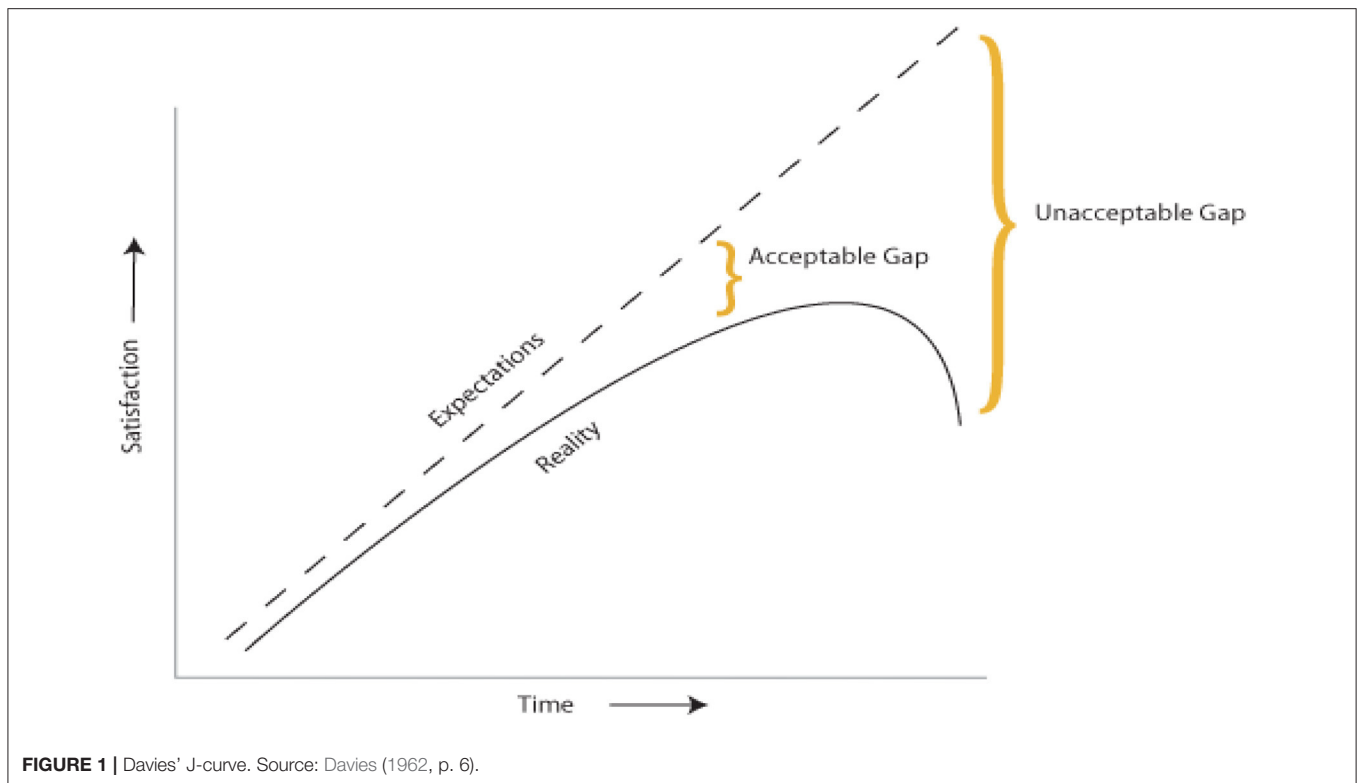 Unacceptable Gap
Acceptable Gap
Expectations
Reality
Satisfaction
Time
FIGURE 1 | Davies' J-curve. Source: Davies (1962, p. 6).